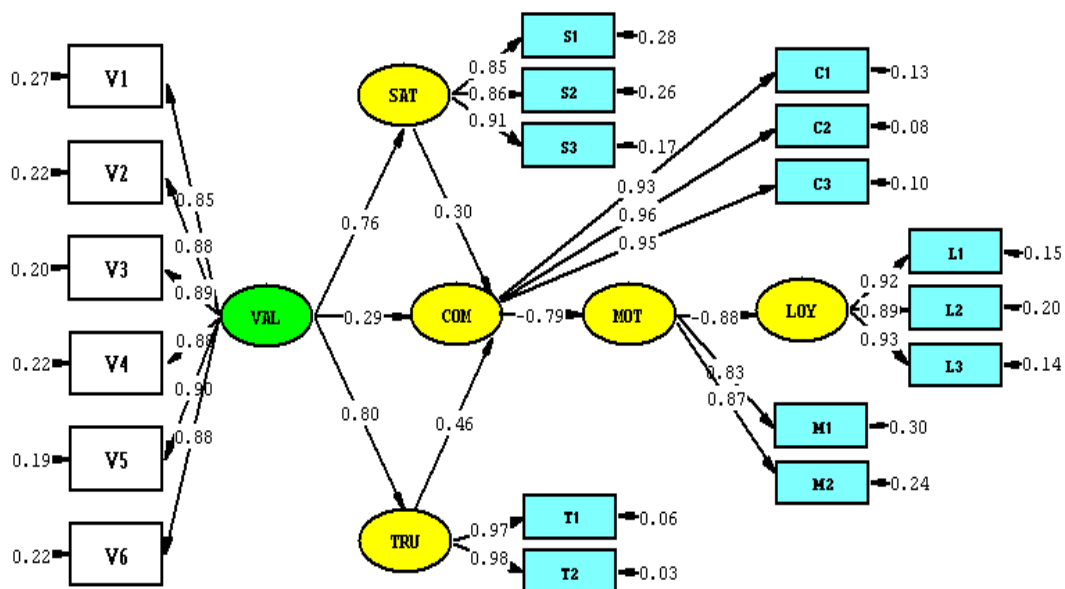 S1
0.28
0.27
V1
0.85
C1
0.13
SAT
0.86
S2
0.26
0.91
S3
0.17
C2
0.08
0.22
V2
0.85
0.93
C3
0.10
0.76
0.30
0.96
0.88
0.95
0.20
V3
0.89
L1
0.15
0.92
VAL
0.29
COM
-0.79
MOT
-0.88
LOY
0.89
L2
0.20
0.93
0.22
V4
0.88
L3
0.14
0.90
0.83
0.87
0.80
0.46
0.88
M1
0.30
0.19
V5
M2
0.24
0.97
T1
0.06
TRU
0.22
V6
0.98
T2
0.03